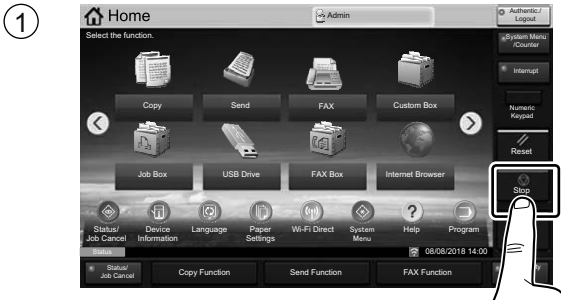 1
Home
Admin
Authentic./
Logout
Select the function.
System Menu
/Counter
Interrupt
Copy
Send
FAX
Custom Box
Numeric
Keypad
Reset
Job Box
USB Drive
FAX Box
Internet Browser
Stop
Status/
Job Cancel
Device
Information
Language
Paper
Settings
Wi-Fi Direct
System
Menu
?
Help
Program
Status
08/08/2018 14:00
Status/
Job Cancel
Copy Function
Send Function
FAX Function